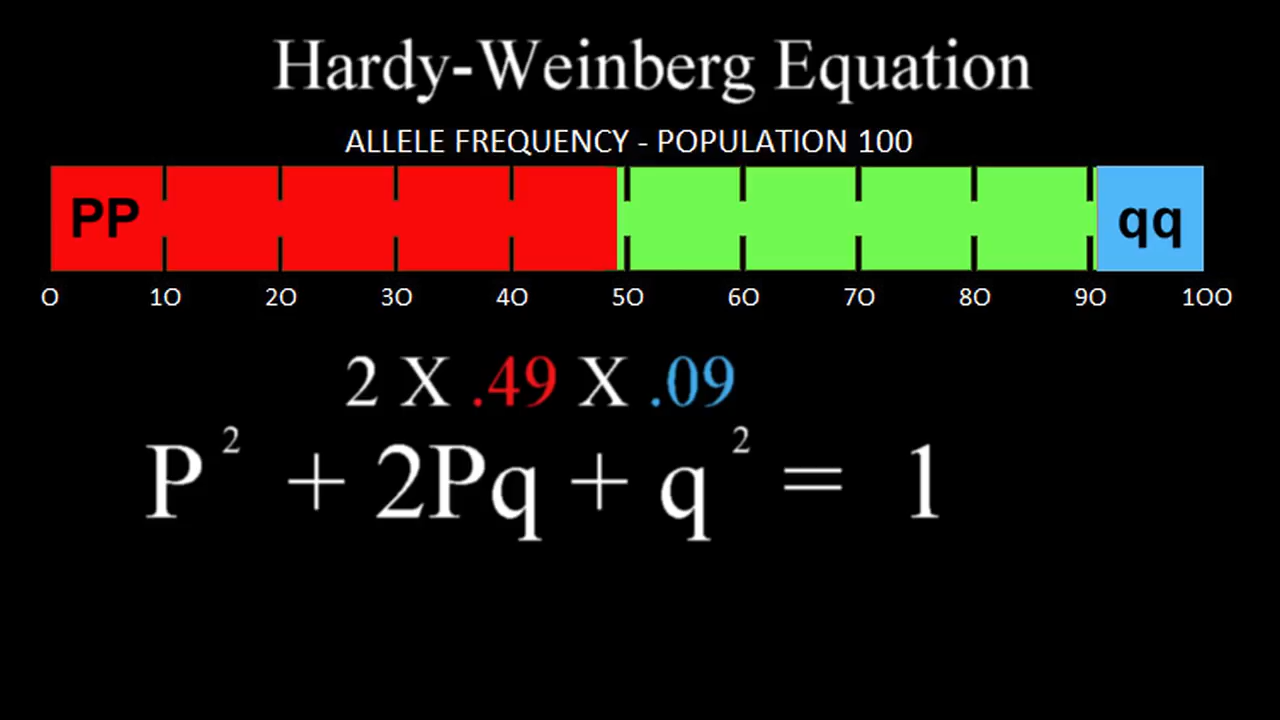 Hardy-Weinberg Equation
ALLELE FREQUENCY - POPULATION 100
PP qq
0 10 20 30 40 50 60 70 80 90 100
2 X .49 X .09
P² + 2Pq + q² = 1